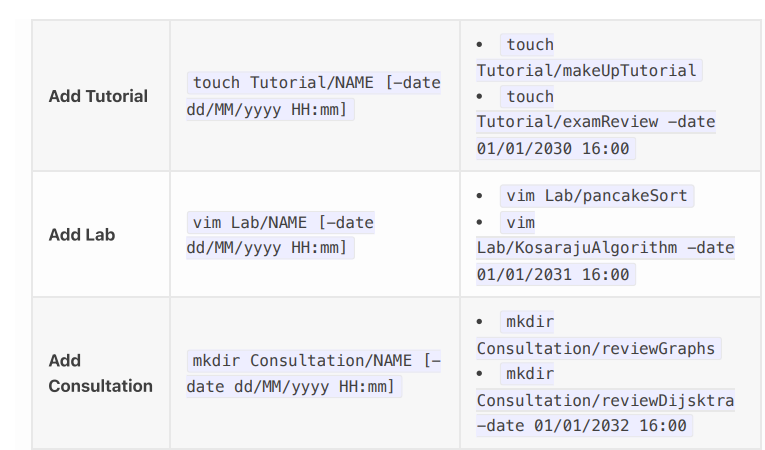 Add Tutorial
touch Tutorial/NAME [-date
dd/MM/yyyy HH:mm]
• touch
Tutorial/makeUpTutorial
• touch
Tutorial/examReview -date
01/01/2030 16:00
Add Lab
vim Lab/NAME [-date
dd/MM/yyyy HH:mm]
• vim Lab/pancakeSort
• vim
Lab/KosarajuAlgorithm -date
01/01/2031 16:00
Add
Consultation
mkdir Consultation/NAME [-
date dd/MM/yyyy HH:mm]
• mkdir
Consultation/reviewGraphs
• mkdir
Consultation/reviewDijsktra
-date 01/01/2032 16:00